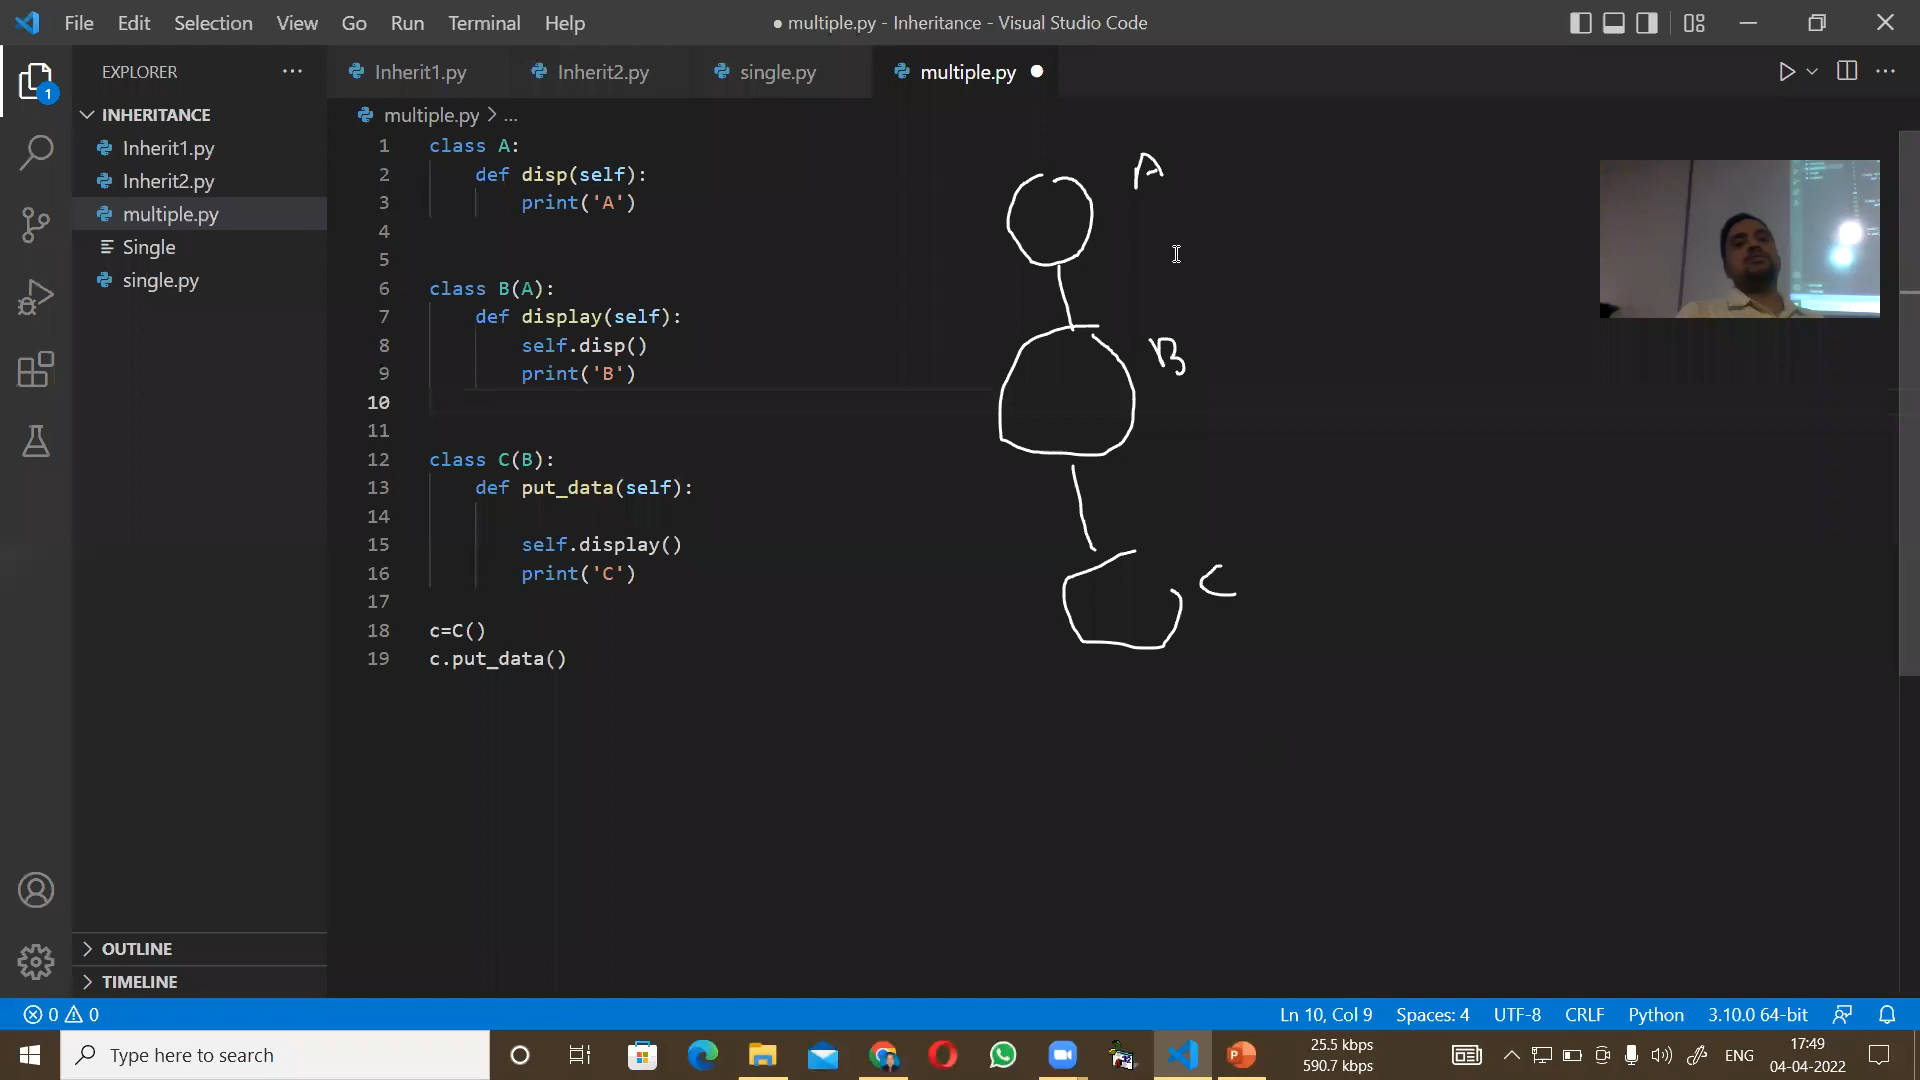 File Edit Selection View Go Run Terminal Help
● multiple.py - Inheritance - Visual Studio Code
EXPLORER ...
Inherit1.py Inherit2.py single.py multiple.py ●
1
INHERITANCE
multiple.py > ...
Inherit1.py
Inherit2.py
multiple.py
Single
single.py
1 class A:
2 def disp(self):
3 print('A')
4
5
6 class B(A):
7 def display(self):
8 self.disp()
9 print('B')
10
11
12 class C(B):
13 def put_data(self):
14
15 self.display()
16 print('C')
17
18 c=C()
19 c.put_data()
A
B
C
OUTLINE
TIMELINE
0 0 Ln 10, Col 9 Spaces: 4 UTF-8 CRLF Python 3.10.0 64-bit
Type here to search
25.5 kbps
590.7 kbps
ENG
17:49
04-04-2022